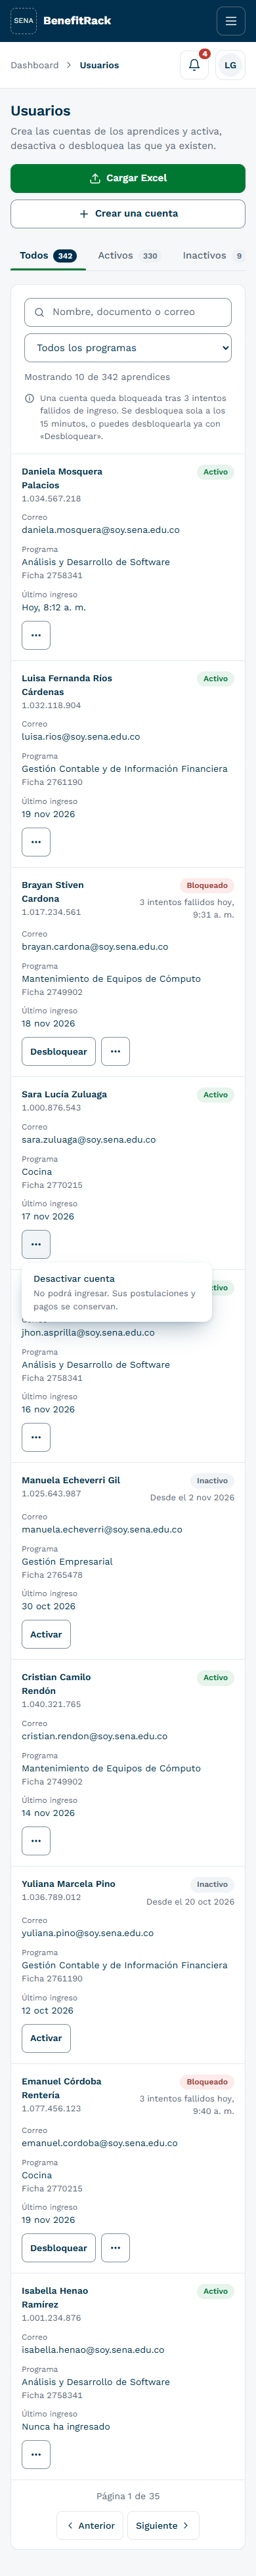 SENA BenefitRack
Dashboard > Usuarios 4 LG
Usuarios
Crea las cuentas de los aprendices y activa,
desactiva o desbloquea las que ya existen.
Cargar Excel
Crear una cuenta
Todos 342 Activos 330 Inactivos 9
Nombre, documento o correo
Todos los programas
Mostrando 10 de 342 aprendices
Una cuenta queda bloqueada tras 3 intentos
fallidos de ingreso. Se desbloquea sola a los
15 minutos, o puedes desbloquearla ya con
«Desbloquear».
Daniela Mosquera Activo
Palacios
1.034.567.218
Correo
daniela.mosquera@soy.sena.edu.co
Programa
Análisis y Desarrollo de Software
Ficha 2758341
Último ingreso
Hoy, 8:12 a. m.
Luisa Fernanda Ríos Activo
Cárdenas
1.032.118.904
Correo
luisa.rios@soy.sena.edu.co
Programa
Gestión Contable y de Información Financiera
Ficha 2761190
Último ingreso
19 nov 2026
Brayan Stiven Bloqueado
Cardona 3 intentos fallidos hoy,
1.017.234.561 9:31 a. m.
Correo
brayan.cardona@soy.sena.edu.co
Programa
Mantenimiento de Equipos de Cómputo
Ficha 2749902
Último ingreso
18 nov 2026
Desbloquear
Sara Lucía Zuluaga Activo
1.000.876.543
Correo
sara.zuluaga@soy.sena.edu.co
Programa
Cocina
Ficha 2770215
Último ingreso
17 nov 2026
Desactivar cuenta
No podrá ingresar. Sus postulaciones y
pagos se conservan.
jhon.asprilla@soy.sena.edu.co
Programa
Análisis y Desarrollo de Software
Ficha 2758341
Último ingreso
16 nov 2026
Manuela Echeverri Gil Inactivo
1.025.643.987 Desde el 2 nov 2026
Correo
manuela.echeverri@soy.sena.edu.co
Programa
Gestión Empresarial
Ficha 2765478
Último ingreso
30 oct 2026
Activar
Cristian Camilo Activo
Rendón
1.040.321.765
Correo
cristian.rendon@soy.sena.edu.co
Programa
Mantenimiento de Equipos de Cómputo
Ficha 2749902
Último ingreso
14 nov 2026
Yuliana Marcela Pino Inactivo
1.036.789.012 Desde el 20 oct 2026
Correo
yuliana.pino@soy.sena.edu.co
Programa
Gestión Contable y de Información Financiera
Ficha 2761190
Último ingreso
12 oct 2026
Activar
Emanuel Córdoba Bloqueado
Rentería 3 intentos fallidos hoy,
1.077.456.123 9:40 a. m.
Correo
emanuel.cordoba@soy.sena.edu.co
Programa
Cocina
Ficha 2770215
Último ingreso
19 nov 2026
Desbloquear
Isabella Henao Activo
Ramírez
1.001.234.876
Correo
isabella.henao@soy.sena.edu.co
Programa
Análisis y Desarrollo de Software
Ficha 2758341
Último ingreso
Nunca ha ingresado
Página 1 de 35
Anterior Siguiente